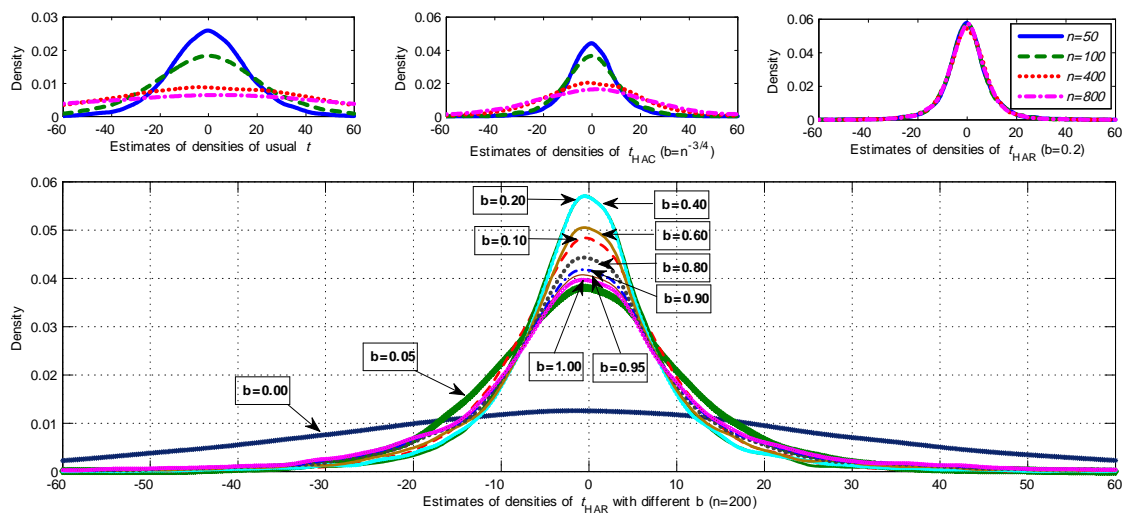 0.03
0.02
0.01
0
Density
-60 -40 -20 0 20 40 60
Estimates of densities of usual t
0.06
0.04
0.02
0
Density
-60 -40 -20 0 20 40 60
Estimates of densities of tHAC (b=n-3/4)
0.06
0.04
0.02
0
Density
-60 -40 -20 0 20 40 60
Estimates of densities of tHAR (b=0.2)
n=50
n=100
n=400
n=800
0.06
0.05
0.04
0.03
0.02
0.01
0
Density
b=0.20
b=0.40
b=0.10
b=0.60
b=0.80
b=0.90
b=0.05
b=1.00
b=0.95
b=0.00
-60 -50 -40 -30 -20 -10 0 10 20 30 40 50 60
Estimates of densities of tHAR with different b (n=200)